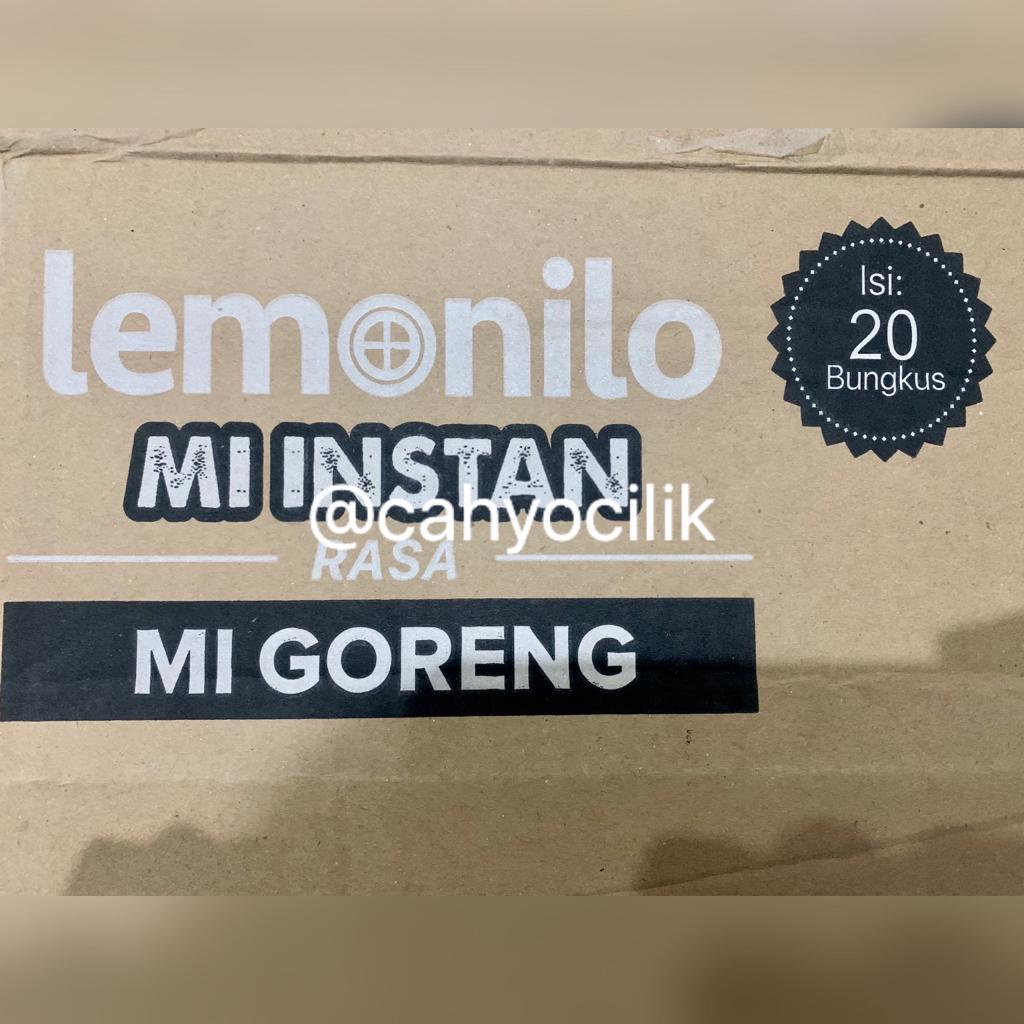 lemonilo
MI INSTAN
@cahyocilik
RASA
MI GORENG
Isi:
20
Bungkus